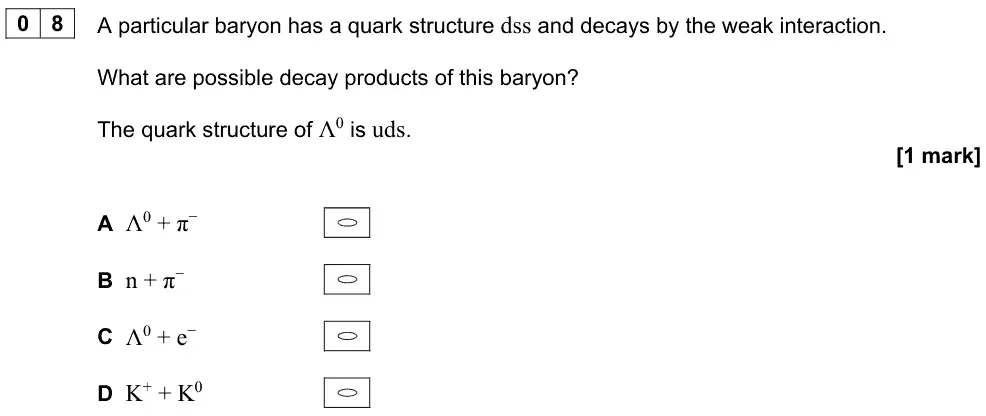 0 8 A particular baryon has a quark structure dss and decays by the weak interaction.
What are possible decay products of this baryon?
The quark structure of Λ⁰ is uds.
[1 mark]
A Λ⁰ + π⁻
B n + π⁻
C Λ⁰ + e⁻
D K⁺ + K⁰